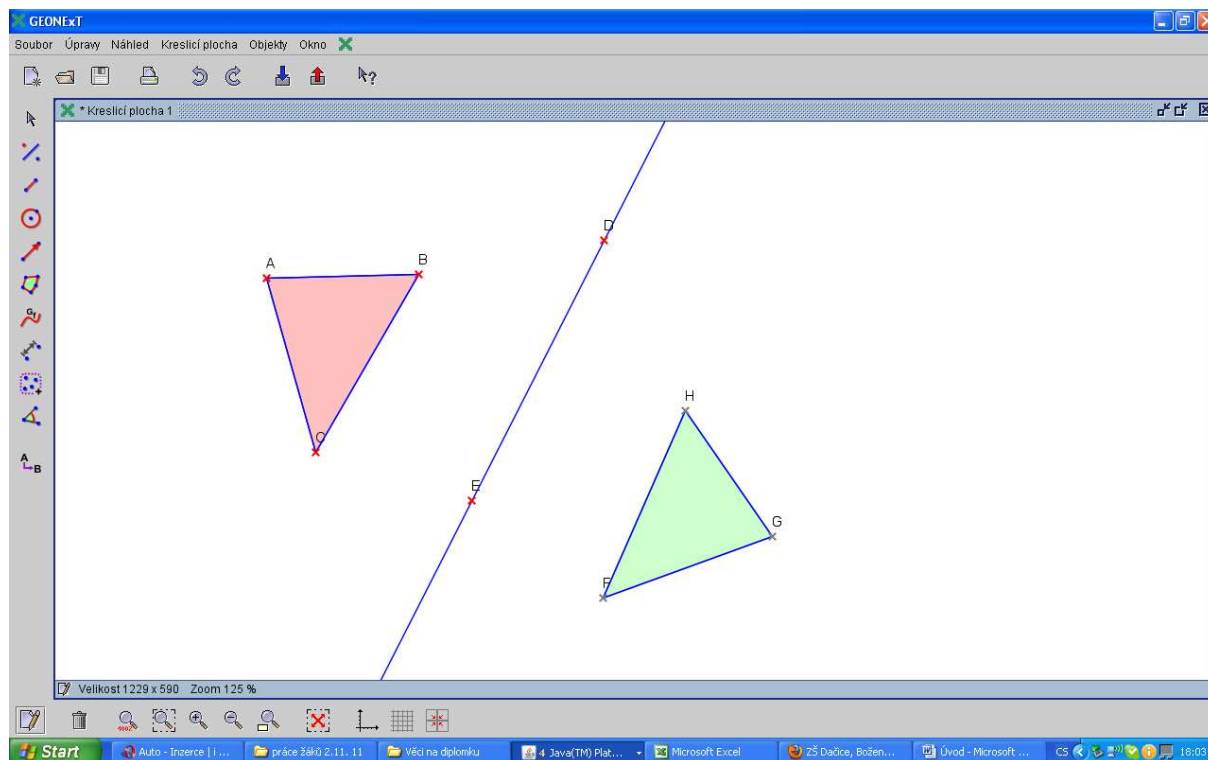 GEONExT
Soubor Úpravy Náhled Kreslicí plocha Objekty Okno
* Kreslicí plocha 1
D
A
B
C
E
H
G
F
A
B
Velikost 1229 x 590 Zoom 125 %
Start Auto - Inzerce | i ... práce žáků 2.11. 11 Věci na diplomku 4 Java(TM) Plat... Microsoft Excel ZŠ Dačice, Božen... Úvod - Microsoft ... CS 18:03